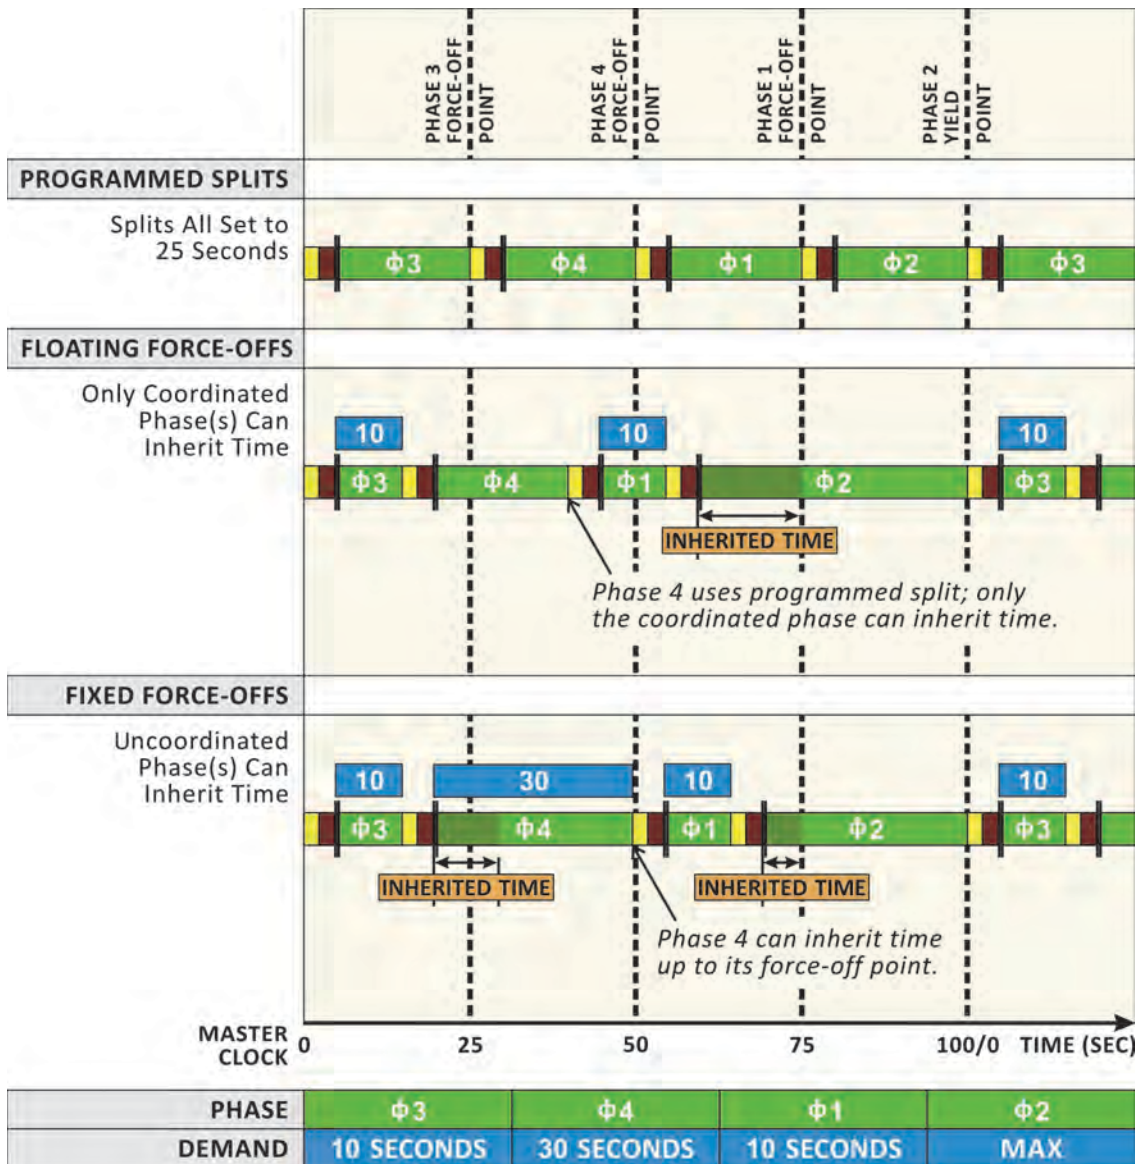 PHASE 3
FORCE-OFF
POINT
PHASE 4
FORCE-OFF
POINT
PHASE 1
FORCE-OFF
POINT
PHASE 2
YIELD
POINT
PROGRAMMED SPLITS
Splits All Set to
25 Seconds
Φ3 Φ4 Φ1 Φ2 Φ3
FLOATING FORCE-OFFS
Only Coordinated
Phase(s) Can
Inherit Time
10 10 10
Φ3 Φ4 Φ1 Φ2 Φ3
INHERITED TIME
Phase 4 uses programmed split; only
the coordinated phase can inherit time.
FIXED FORCE-OFFS
Uncoordinated
Phase(s) Can
Inherit Time
10 30 10 10
Φ3 Φ4 Φ1 Φ2 Φ3
INHERITED TIME INHERITED TIME
Phase 4 can inherit time
up to its force-off point.
MASTER
CLOCK
0 25 50 75 100/0 TIME (SEC)
PHASE Φ3 Φ4 Φ1 Φ2
DEMAND 10 SECONDS 30 SECONDS 10 SECONDS MAX